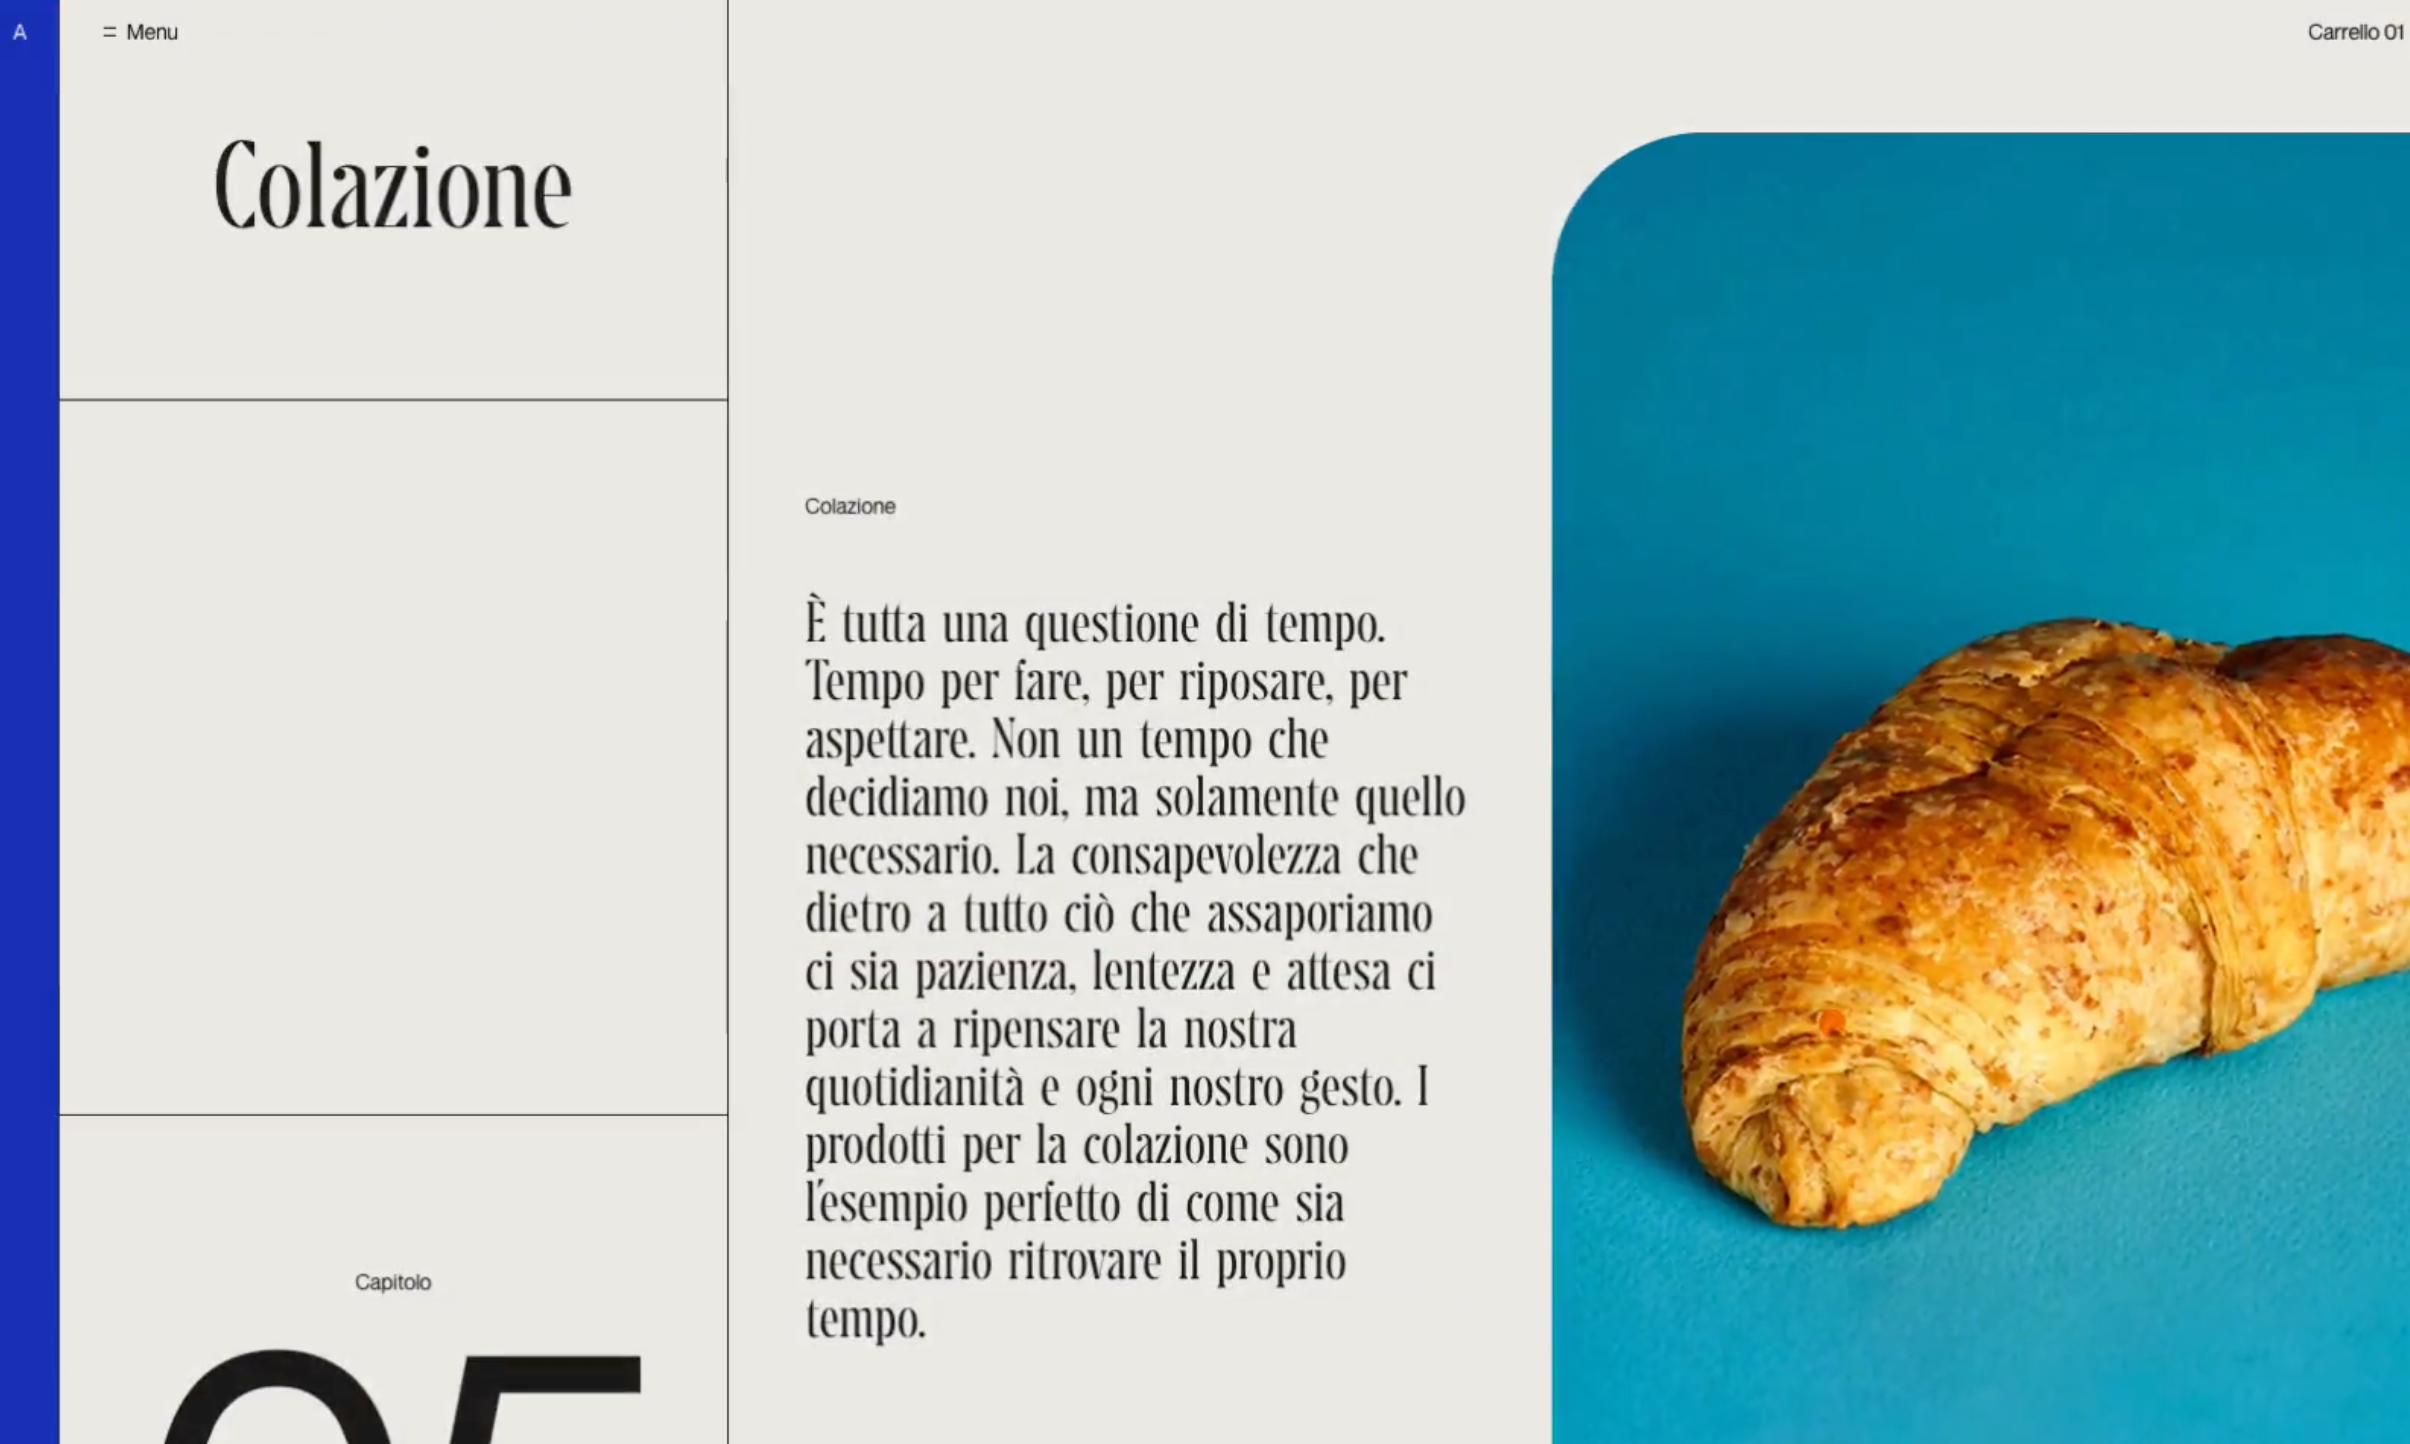 A
Menu
Carrello 01
Colazione
Colazione
È tutta una questione di tempo.
Tempo per fare, per riposare, per
aspettare. Non un tempo che
decidiamo noi, ma solamente quello
necessario. La consapevolezza che
dietro a tutto ciò che assaporiamo
ci sia pazienza, lentezza e attesa ci
porta a ripensare la nostra
quotidianità e ogni nostro gesto. I
prodotti per la colazione sono
l'esempio perfetto di come sia
necessario ritrovare il proprio
tempo.
Capitolo
05